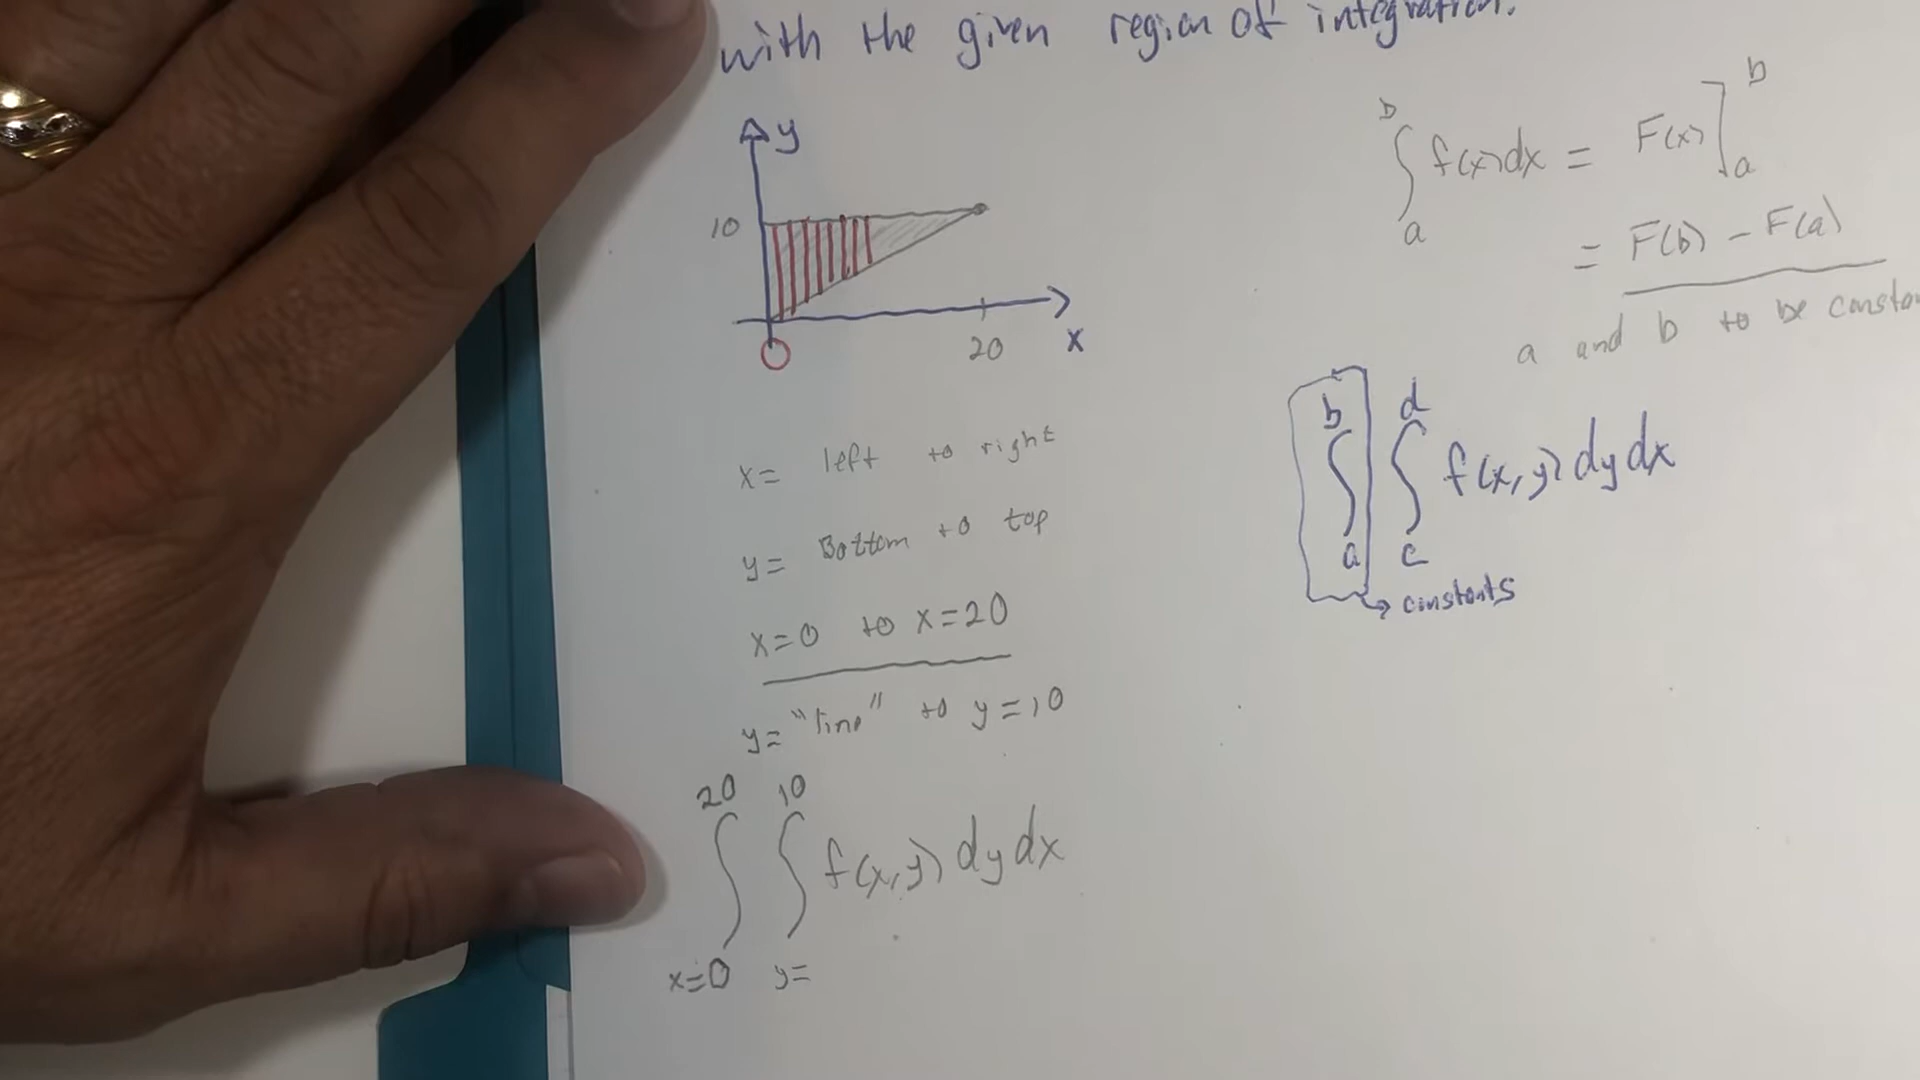 with the given region of integration.
y
10
20
x
x= left to right
y= Bottom to top
x=0 to x=20
y= "line" to y=10
20 10
∫ ∫ f(x,y) dy dx
x=0 y=
b
∫ f(x)dx = F(x)]
a
b
a
= F(b) - F(a)
a and b to be
b d
∫ ∫ f(x,y) dy dx
a c
→ constants